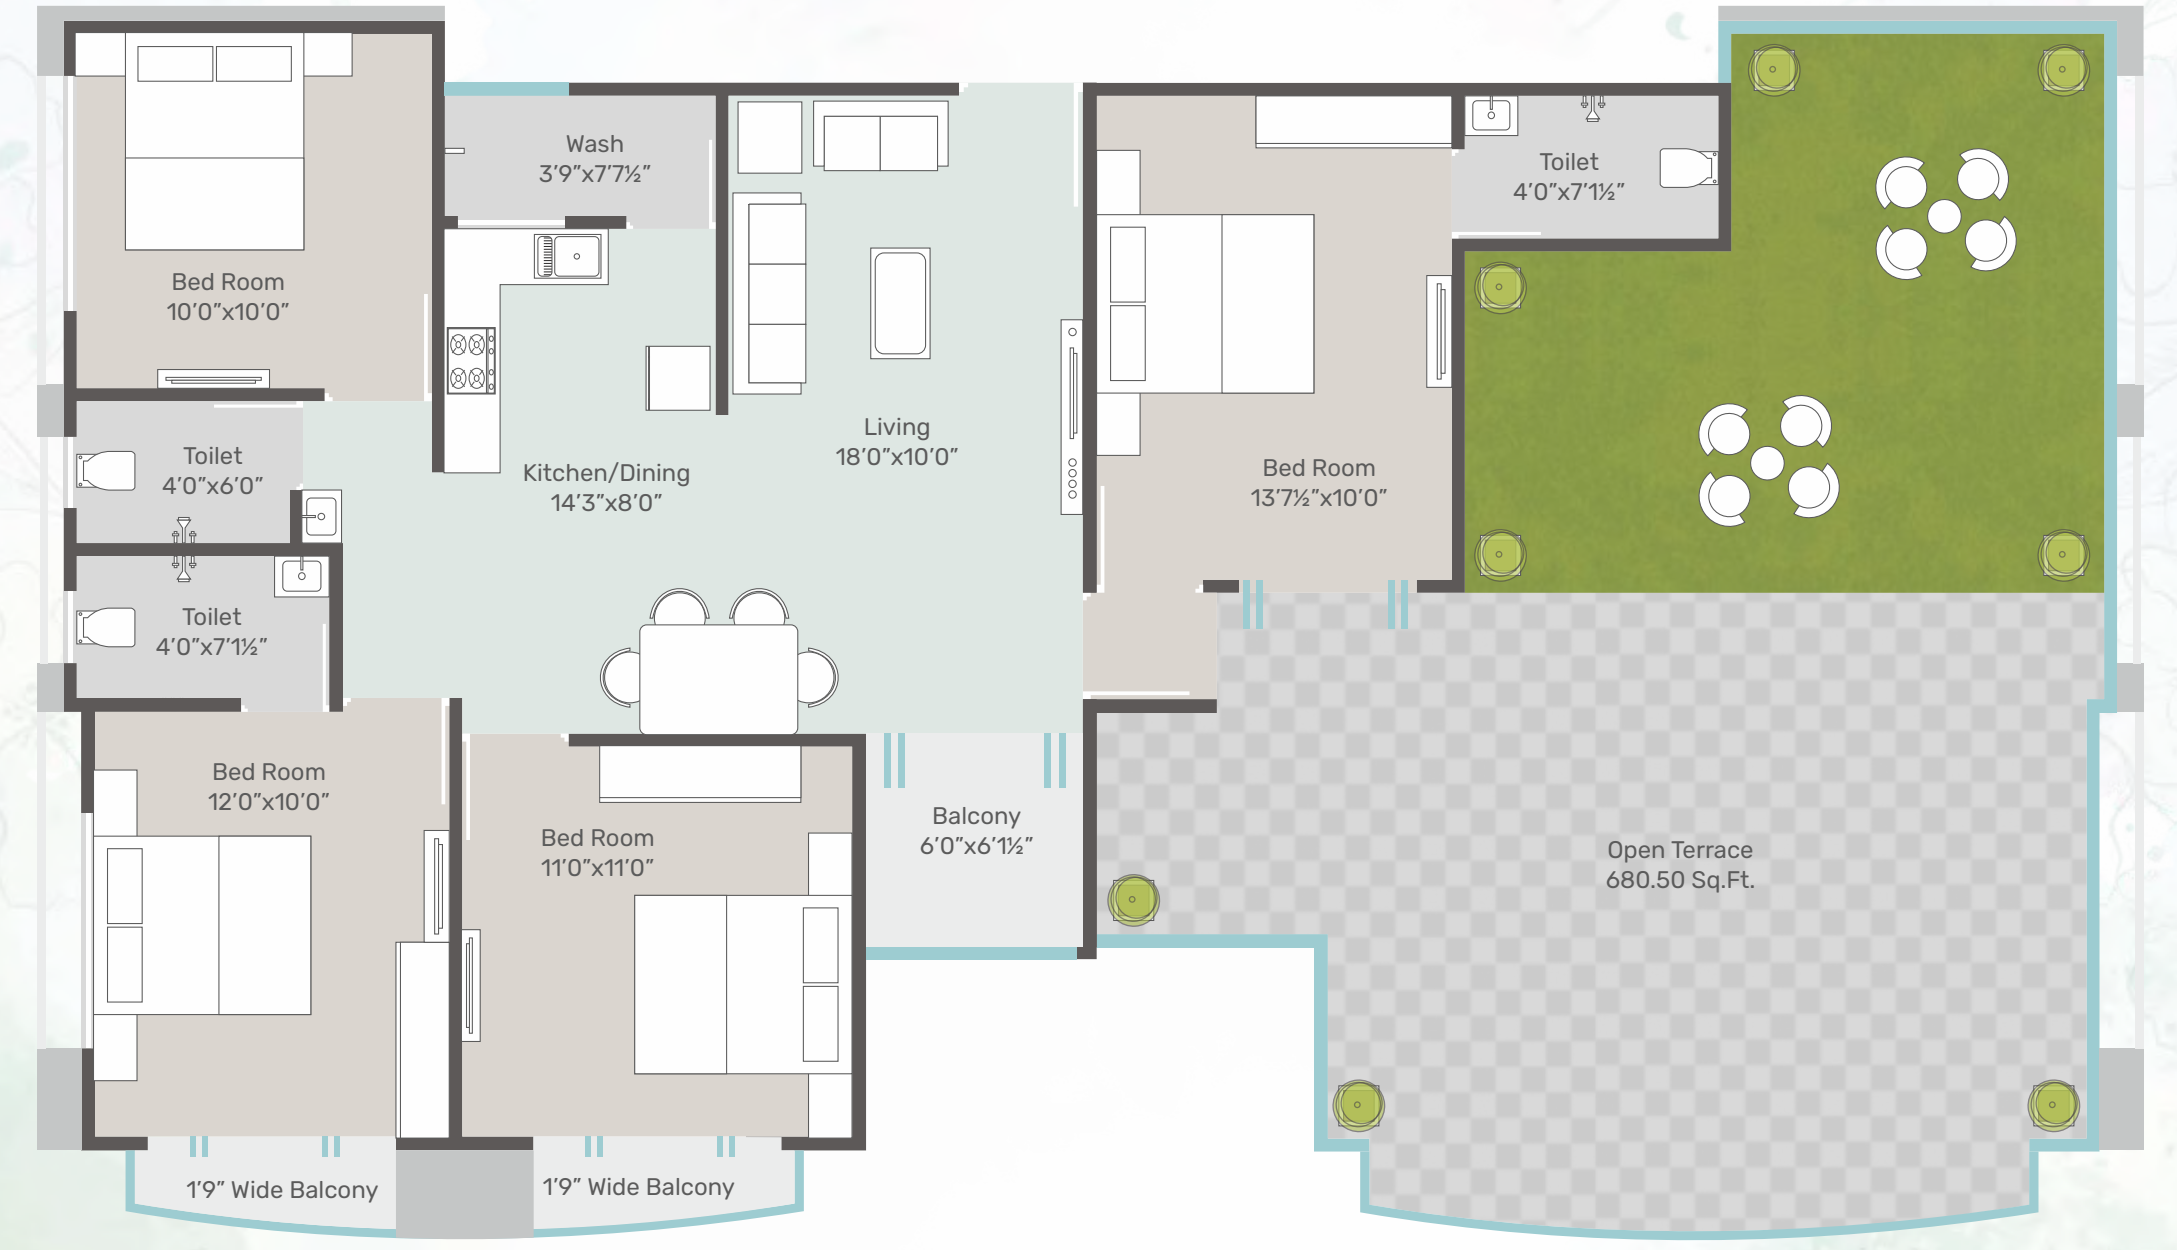 Wash
3'9"x7'7½"
Toilet
4'0"x7'1½"
Bed Room
10'0"x10'0"
Living
18'0"x10'0"
Toilet
4'0"x6'0"
Kitchen/Dining
14'3"x8'0"
Bed Room
13'7½"x10'0"
Toilet
4'0"x7'1½"
Bed Room
12'0"x10'0"
Bed Room
11'0"x11'0"
Balcony
6'0"x6'1½"
Open Terrace
680.50 Sq.Ft.
1'9" Wide Balcony
1'9" Wide Balcony